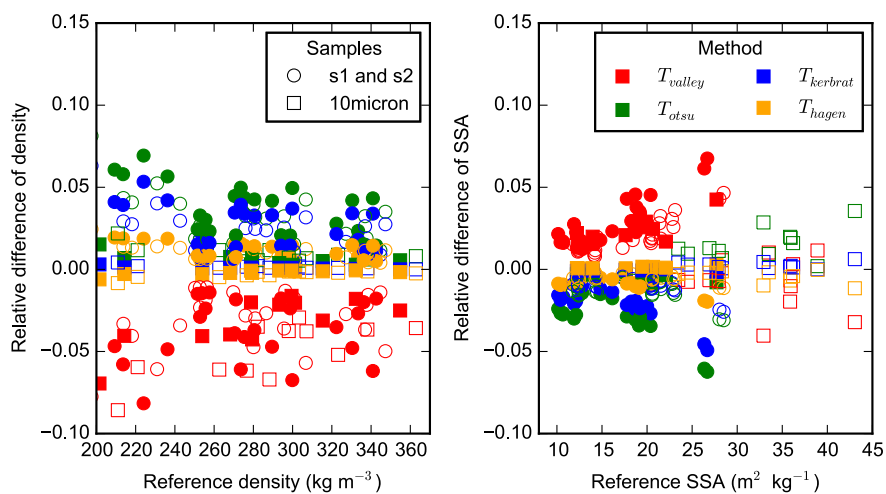 Relative difference of density
0.15
0.10
0.05
0.00
−0.05
−0.10
200 220 240 260 280 300 320 340 360
Reference density (kg m⁻³)
Samples
s1 and s2
10micron
Relative difference of SSA
0.15
0.10
0.05
0.00
−0.05
−0.10
10 15 20 25 30 35 40 45
Reference SSA (m² kg⁻¹)
Method
T_valley T_kerbrat
T_otsu T_hagen